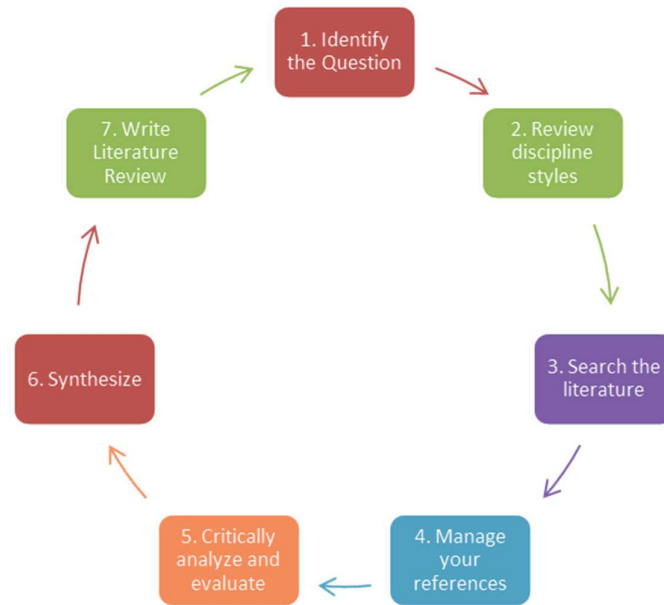 1. Identify
the Question
2. Review
discipline
styles
3. Search the
literature
4. Manage
your
references
5. Critically
analyze and
evaluate
6. Synthesize
7. Write
Literature
Review